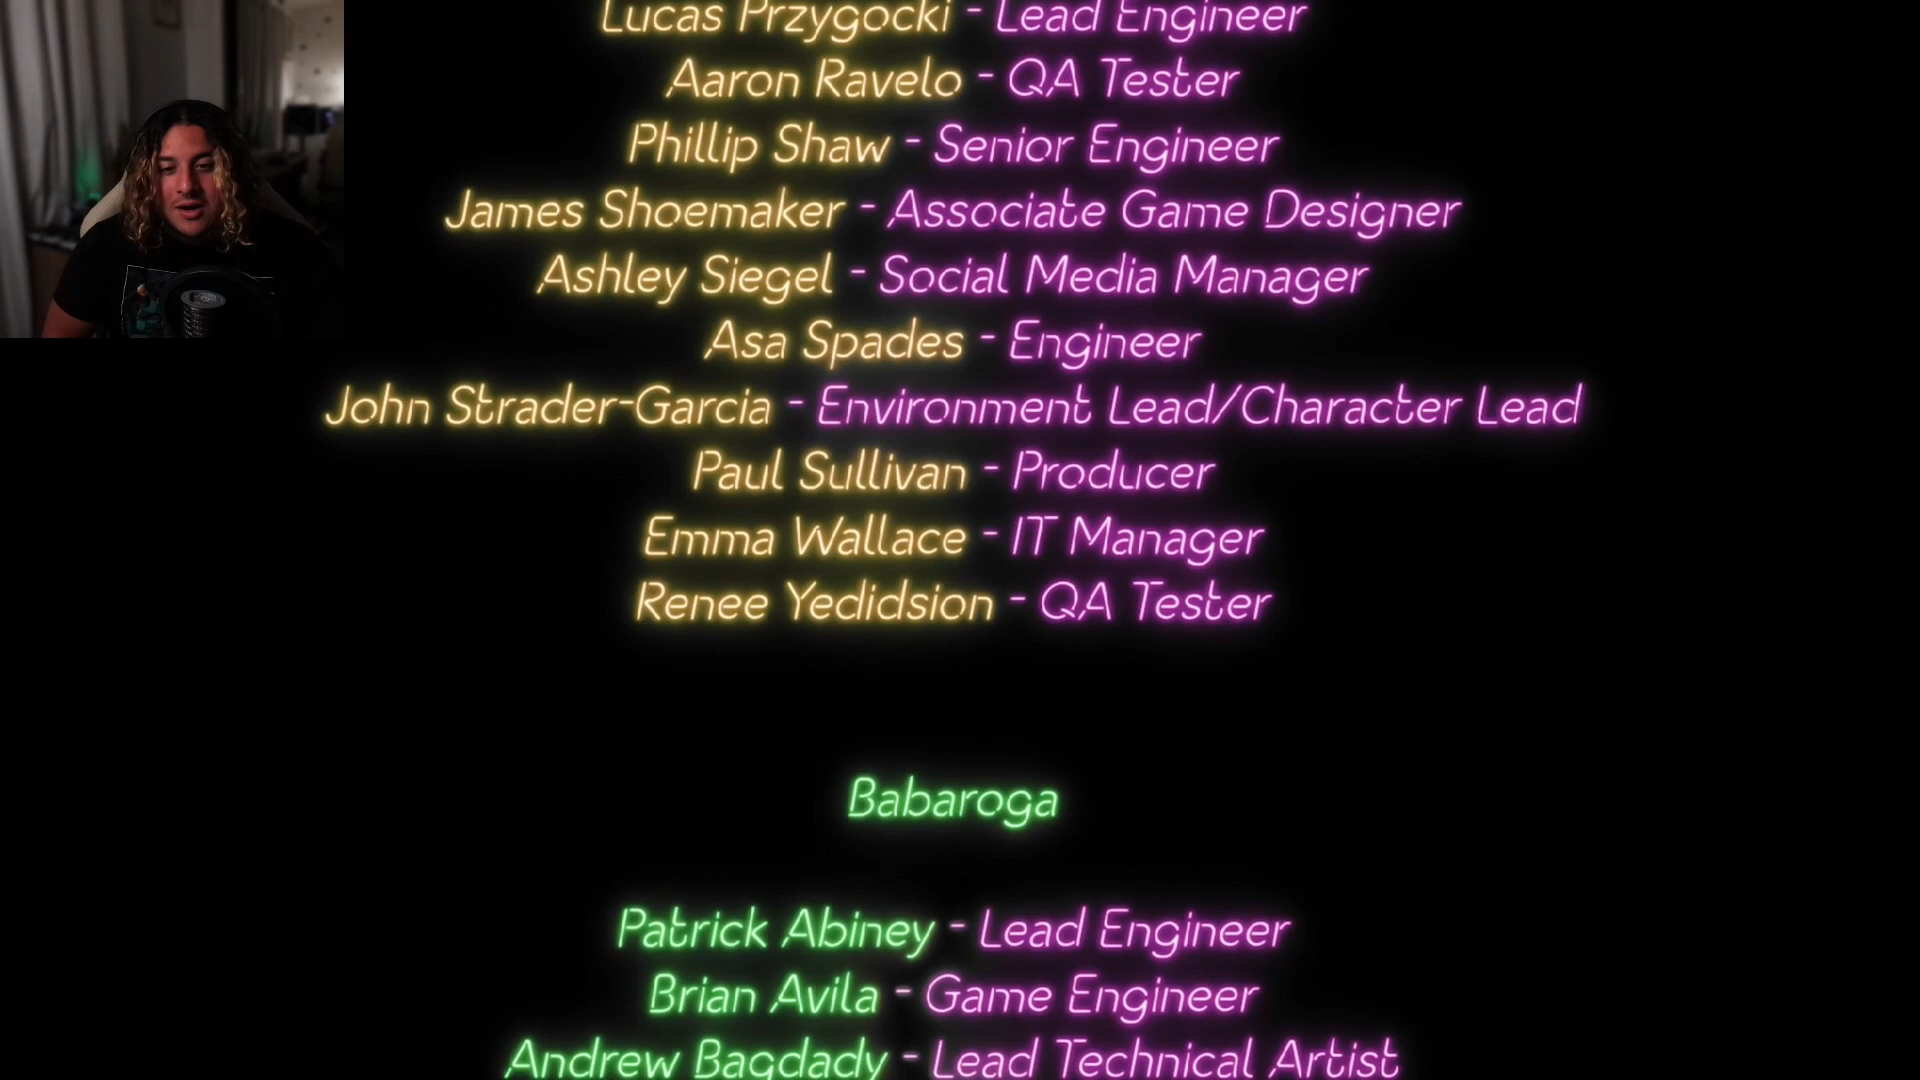 Lucas Przygocki - Lead Engineer
Aaron Ravelo - QA Tester
Phillip Shaw - Senior Engineer
James Shoemaker - Associate Game Designer
Ashley Siegel - Social Media Manager
Asa Spades - Engineer
John Strader-Garcia - Environment Lead/Character Lead
Paul Sullivan - Producer
Emma Wallace - IT Manager
Renee Yedidsion - QA Tester
Babaroga
Patrick Abiney - Lead Engineer
Brian Avila - Game Engineer
Andrew Bagdady - Lead Technical Artist